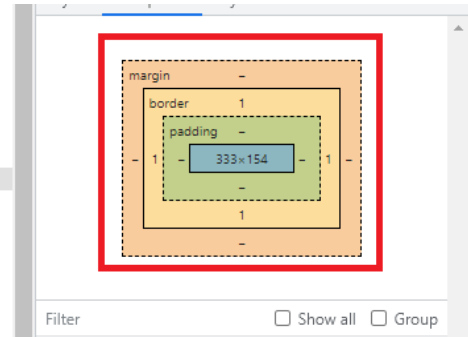 margin –
border 1
padding –
– 1 – 333×154 – 1 –
–
1
–
Filter Show all Group